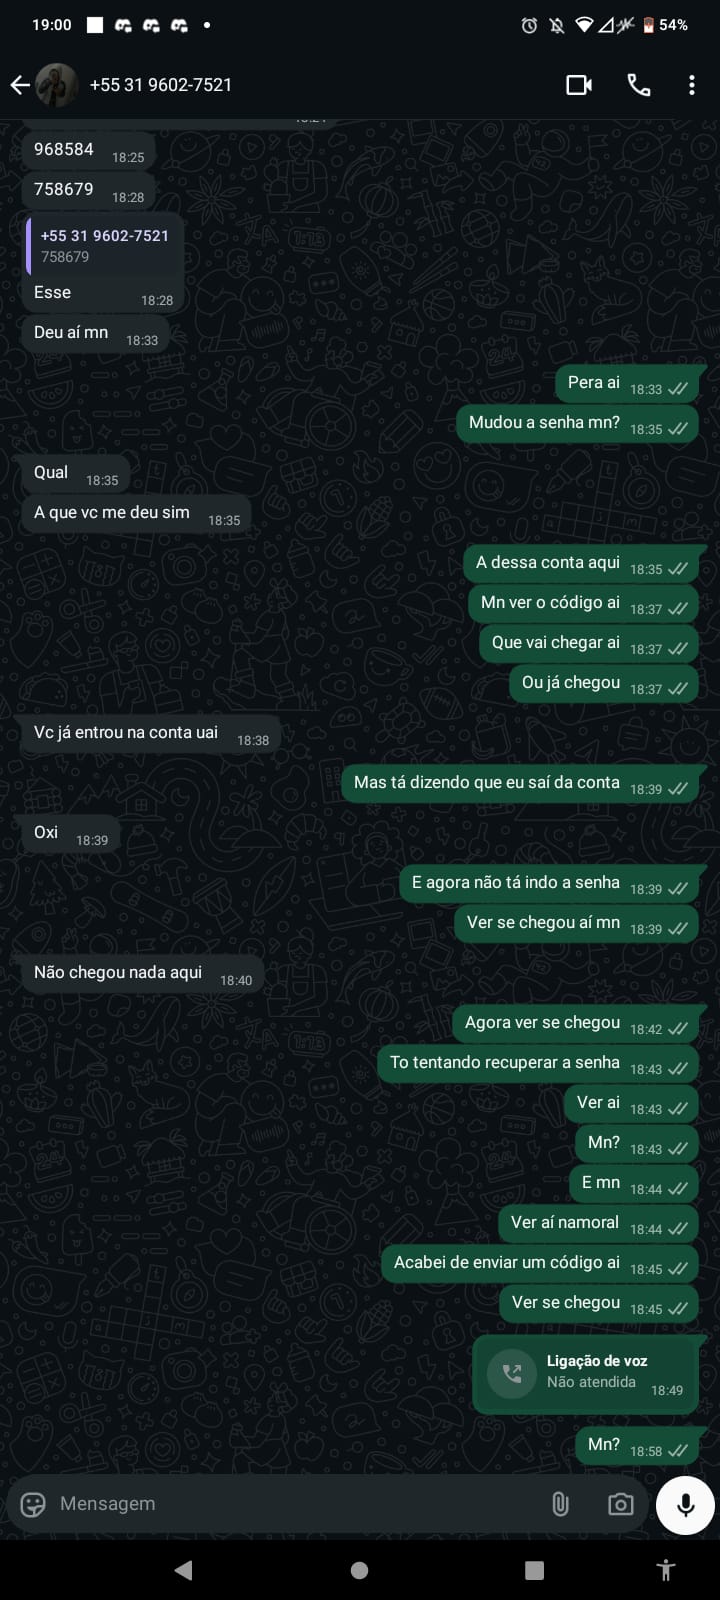 19:00
54%
+55 31 9602-7521
968584 18:25
758679 18:28
+55 31 9602-7521
758679
Esse 18:28
Deu aí mn 18:33
Pera ai 18:33
Mudou a senha mn? 18:35
Qual 18:35
A que vc me deu sim 18:35
A dessa conta aqui 18:35
Mn ver o código ai 18:37
Que vai chegar ai 18:37
Ou já chegou 18:37
Vc já entrou na conta uai 18:38
Mas tá dizendo que eu saí da conta 18:39
Oxi 18:39
E agora não tá indo a senha 18:39
Ver se chegou aí mn 18:39
Não chegou nada aqui 18:40
Agora ver se chegou 18:42
To tentando recuperar a senha 18:43
Ver ai 18:43
Mn? 18:43
E mn 18:44
Ver aí namoral 18:44
Acabei de enviar um código ai 18:45
Ver se chegou 18:45
Ligação de voz
Não atendida 18:49
Mn? 18:58
Mensagem